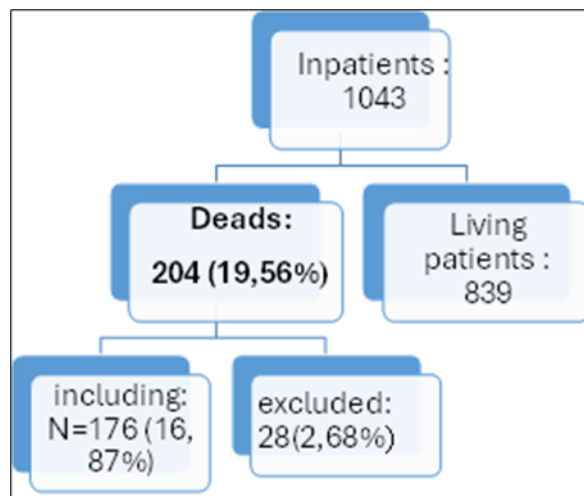 Inpatients :
1043
Deads:
204 (19,56%)
Living
patients :
839
including:
N=176 (16,
87%)
excluded:
28(2,68%)